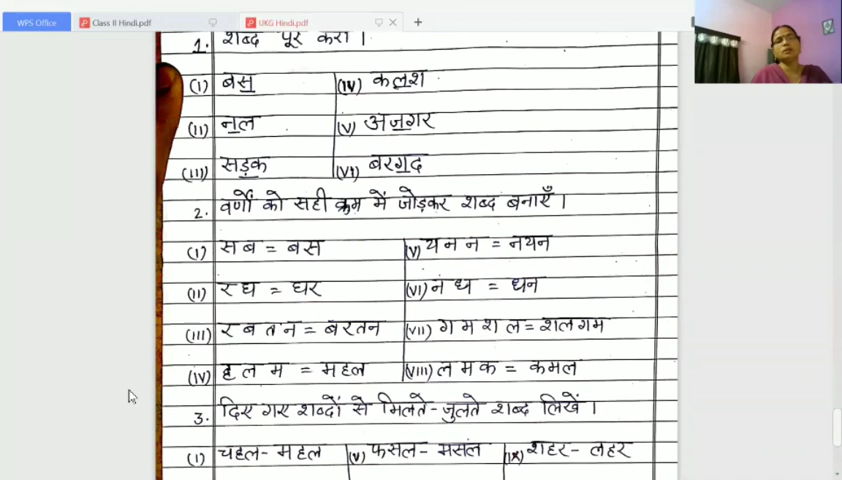 WPS Office Class II Hindi.pdf UKG Hindi.pdf
1. शब्द पूर करो ।
(I) बस (IV) कलश
(II) नल (V) अजगर
(III) सड़क (VI) बरगद
2. वर्णों को सही क्रम में जोड़कर शब्द बनाएँ ।
(I) स ब = बस (V) य न न = नयन
(II) र घ = घर (VI) न ध = धन
(III) र ब त न = बरतन (VII) ग म श ल = शलगम
(IV) ह ल म = महल (VIII) ल म क = कमल
3. दिए गए शब्दों से मिलते-जुलते शब्द लिखें ।
(I) चहल - महल (V) फसल - मसल (IX) शहर - लहर